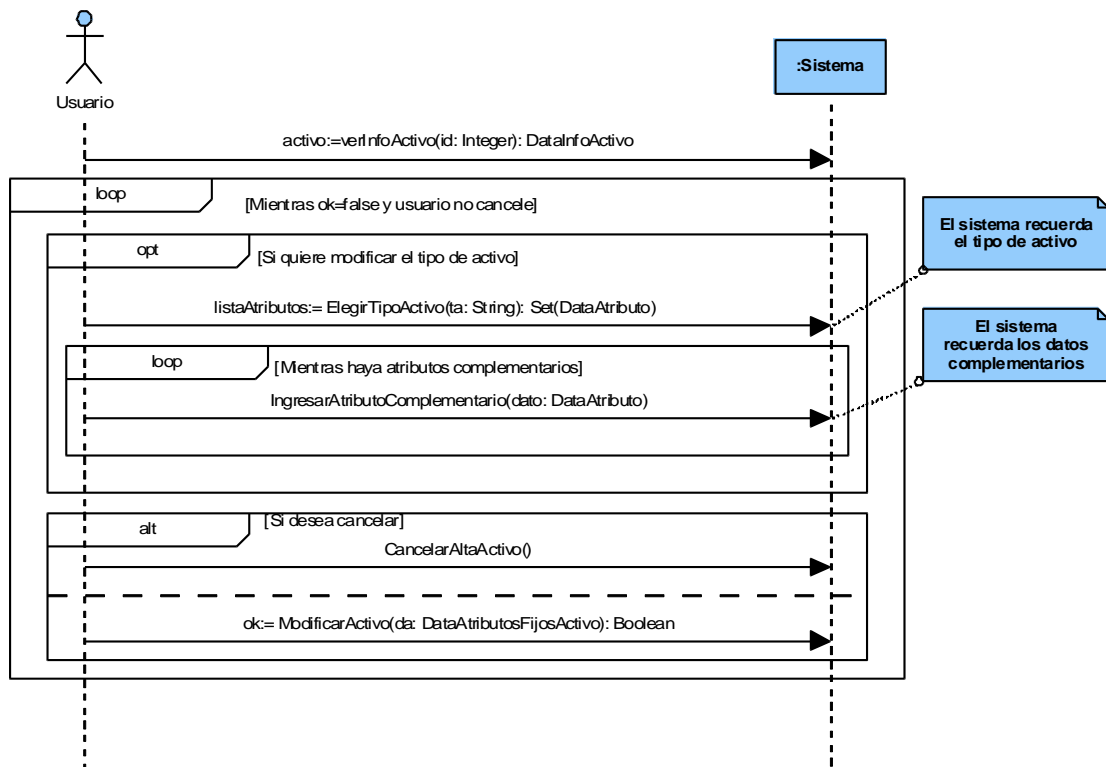 :Sistema
Usuario
activo:=verInfoActivo(id: Integer): DataInfoActivo
loop
[Mientras ok=false y usuario no cancele]
El sistema recuerda
el tipo de activo
opt
[Si quiere modificar el tipo de activo]
listaAtributos:= ElegirTipoActivo(ta: String): Set(DataAtributo)
El sistema
recuerda los datos
complementarios
loop
[Mientras haya atributos complementarios]
IngresarAtributoComplementario(dato: DataAtributo)
alt
[Si desea cancelar]
CancelarAltaActivo()
ok:= ModificarActivo(da: DataAtributosFijosActivo): Boolean